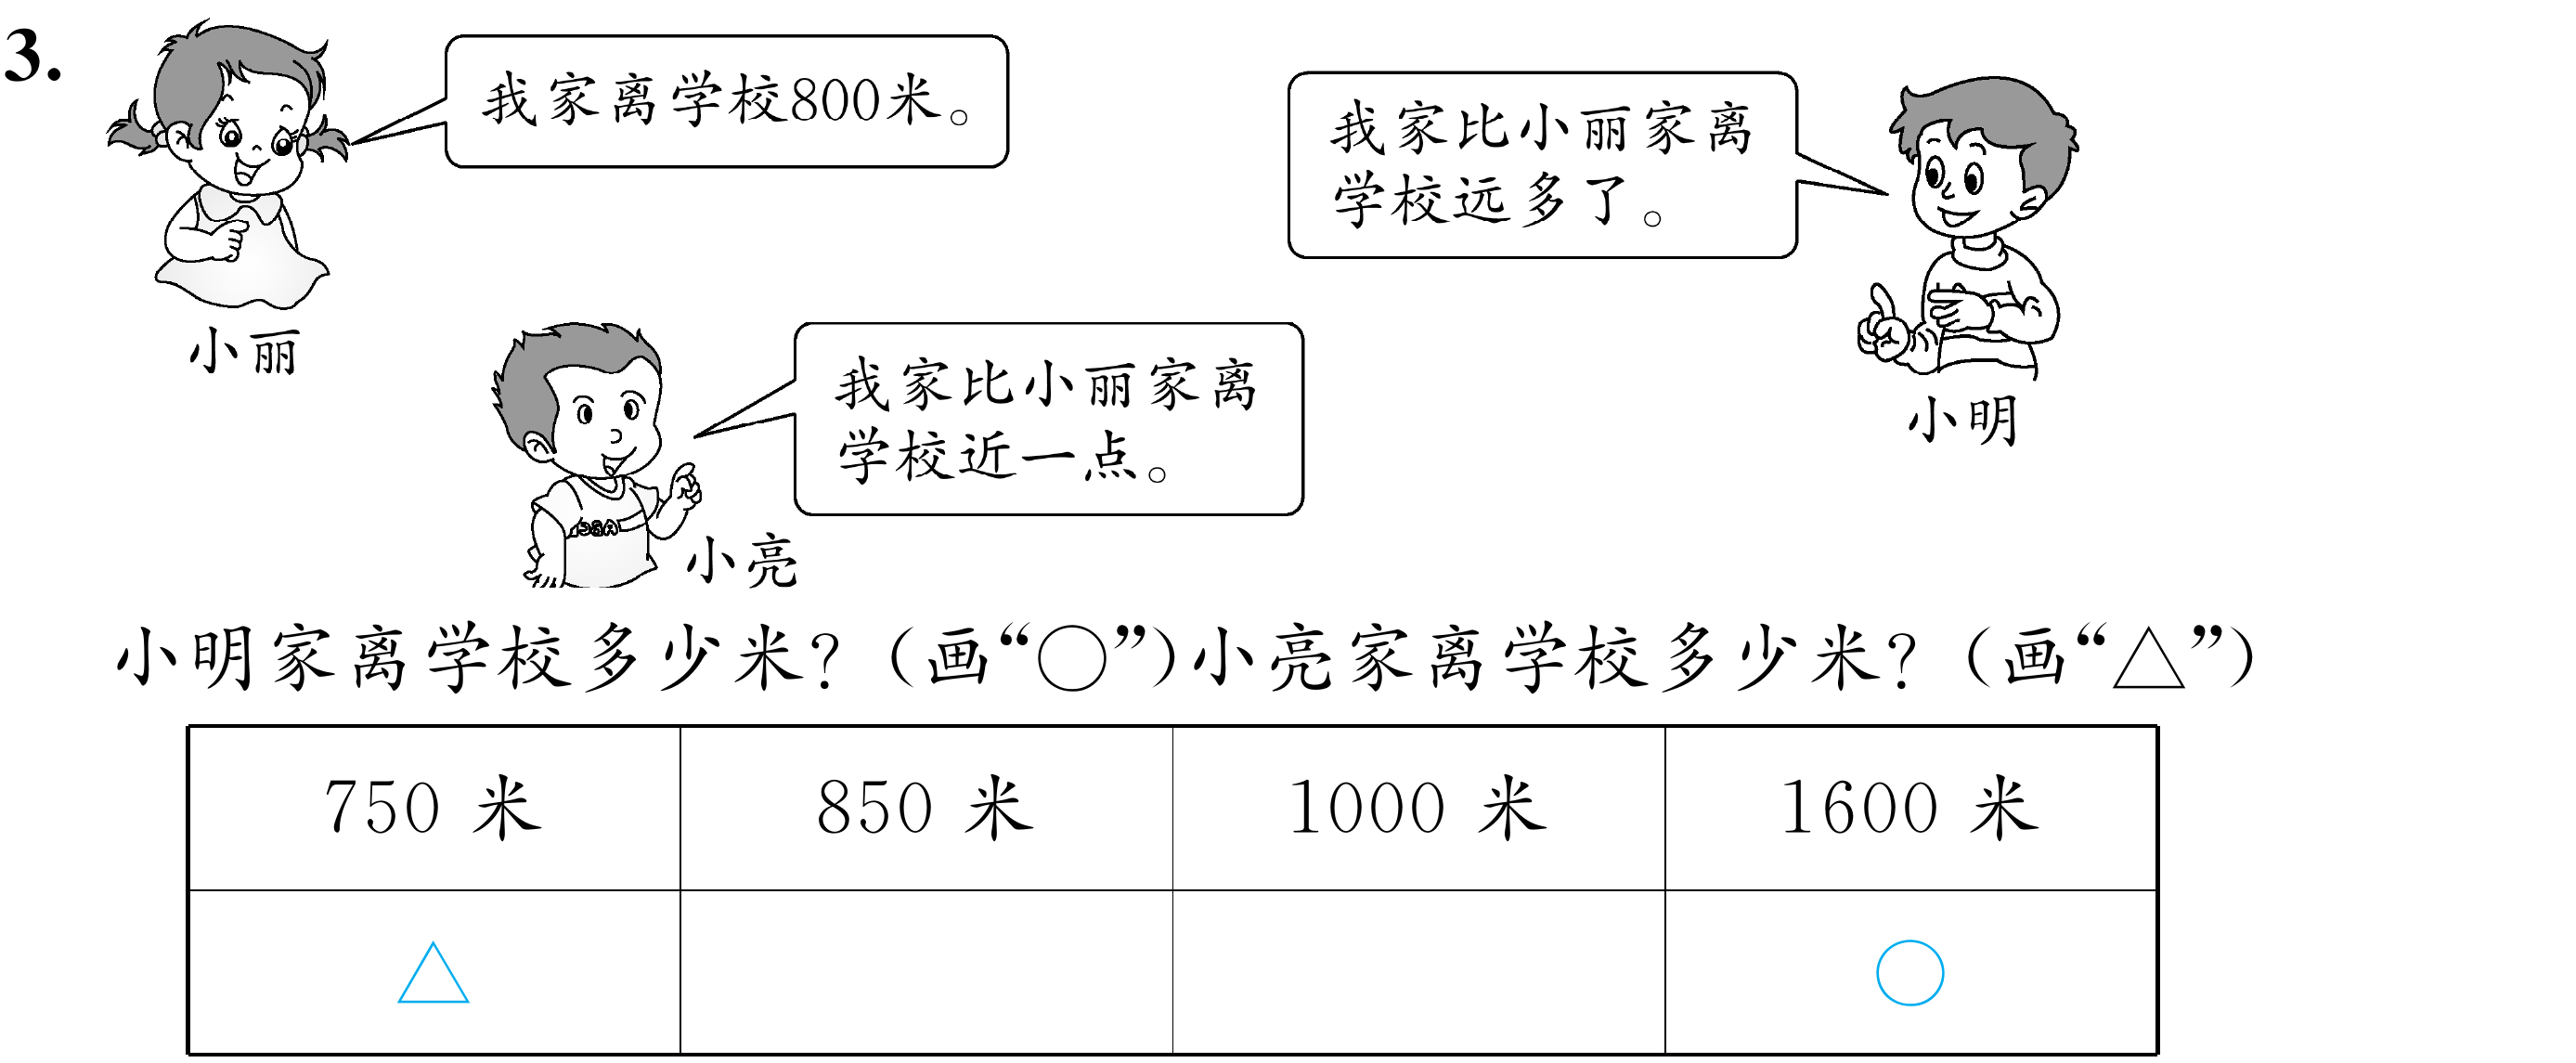 3.
我家离学校800米。
我家比小丽家离
学校远多了。
小丽
小明
我家比小丽家离
学校近一点。
小亮
小明家离学校多少米?(画“○”)小亮家离学校多少米?(画“△”)
750 米 850 米 1000 米 1600 米
△ ○